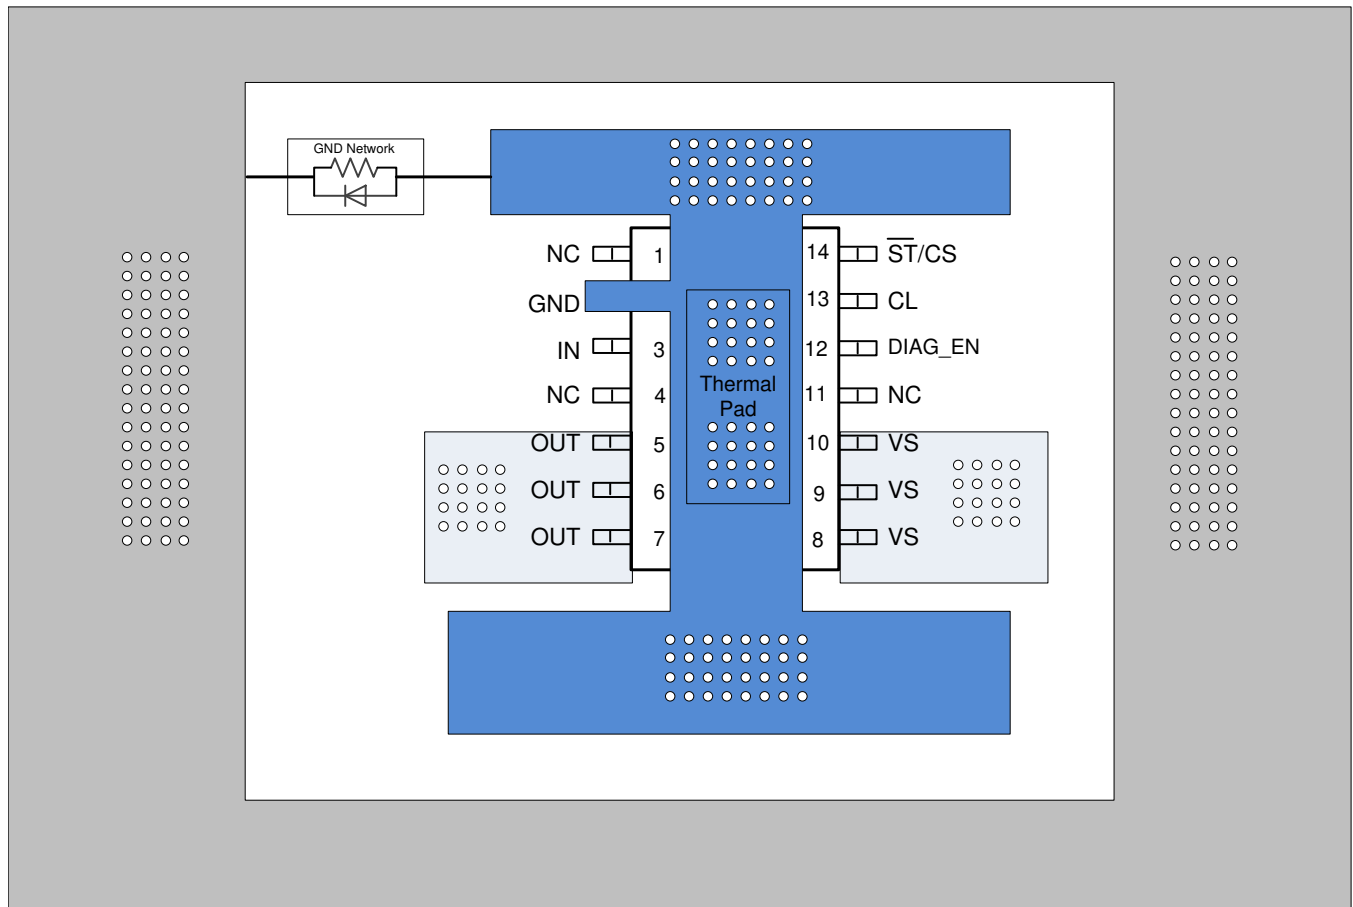 GND Network
NC 1 14 S̅T̅/CS
GND 13 CL
IN 3 12 DIAG_EN
NC 4 11 NC
Thermal
Pad
OUT 5 10 VS
OUT 6 9 VS
OUT 7 8 VS